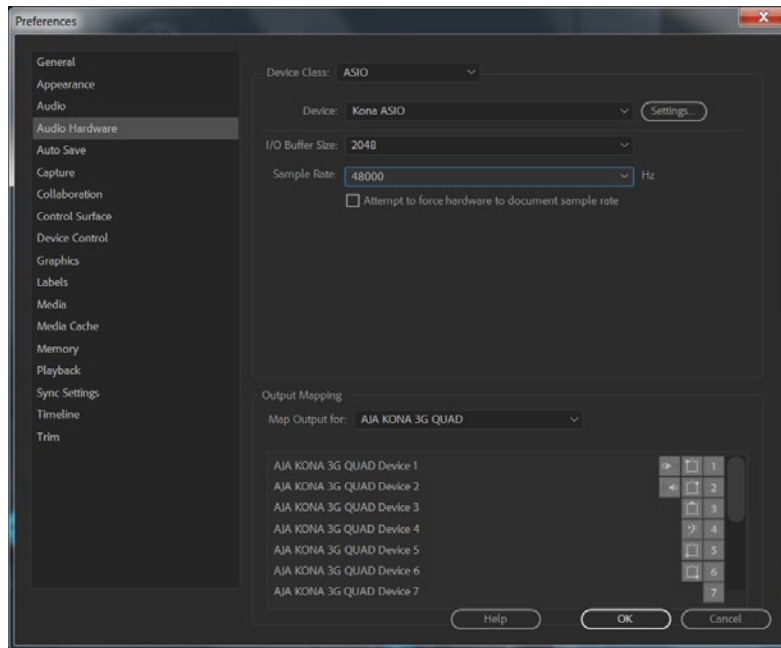 Preferences
General
Appearance
Audio
Audio Hardware
Auto Save
Capture
Collaboration
Control Surface
Device Control
Graphics
Labels
Media
Media Cache
Memory
Playback
Sync Settings
Timeline
Trim
Device Class: ASIO
Device: Kona ASIO Settings...
I/O Buffer Size: 2048
Sample Rate: 48000 Hz
Attempt to force hardware to document sample rate
Output Mapping
Map Output for: AJA KONA 3G QUAD
AJA KONA 3G QUAD Device 1 1
AJA KONA 3G QUAD Device 2 2
AJA KONA 3G QUAD Device 3 3
AJA KONA 3G QUAD Device 4 4
AJA KONA 3G QUAD Device 5 5
AJA KONA 3G QUAD Device 6 6
AJA KONA 3G QUAD Device 7 7
Help OK Cancel